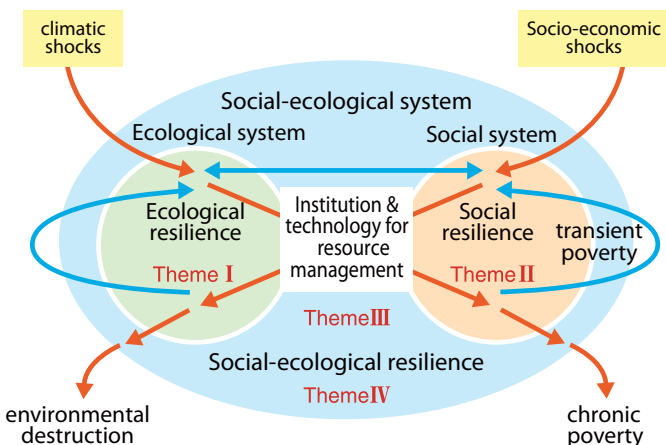 climatic
shocks
Socio-economic
shocks
Social-ecological system
Ecological system
Social system
Ecological
resilience
Theme I
Institution &
technology for
resource
management
Social
resilience
Theme II
transient
poverty
Theme III
Social-ecological resilience
Theme IV
environmental
destruction
chronic
poverty